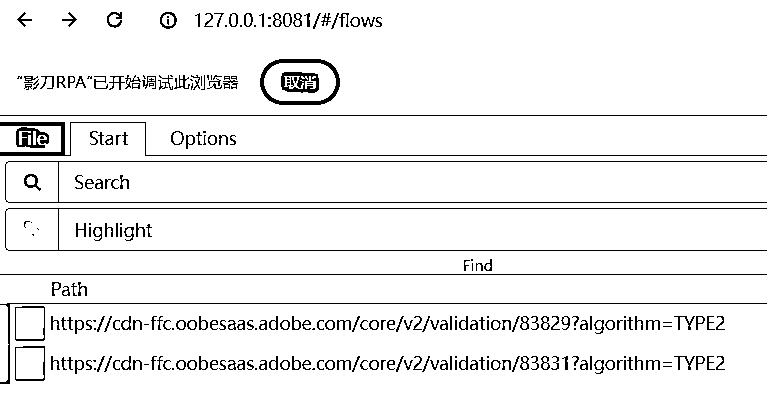 127.0.0.1:8081/#/flows
“影刀RPA”已开始调试此浏览器 取消
File Start Options
Search
Highlight
Find
Path
https://cdn-ffc.oobesaas.adobe.com/core/v2/validation/83829?algorithm=TYPE2
https://cdn-ffc.oobesaas.adobe.com/core/v2/validation/83831?algorithm=TYPE2